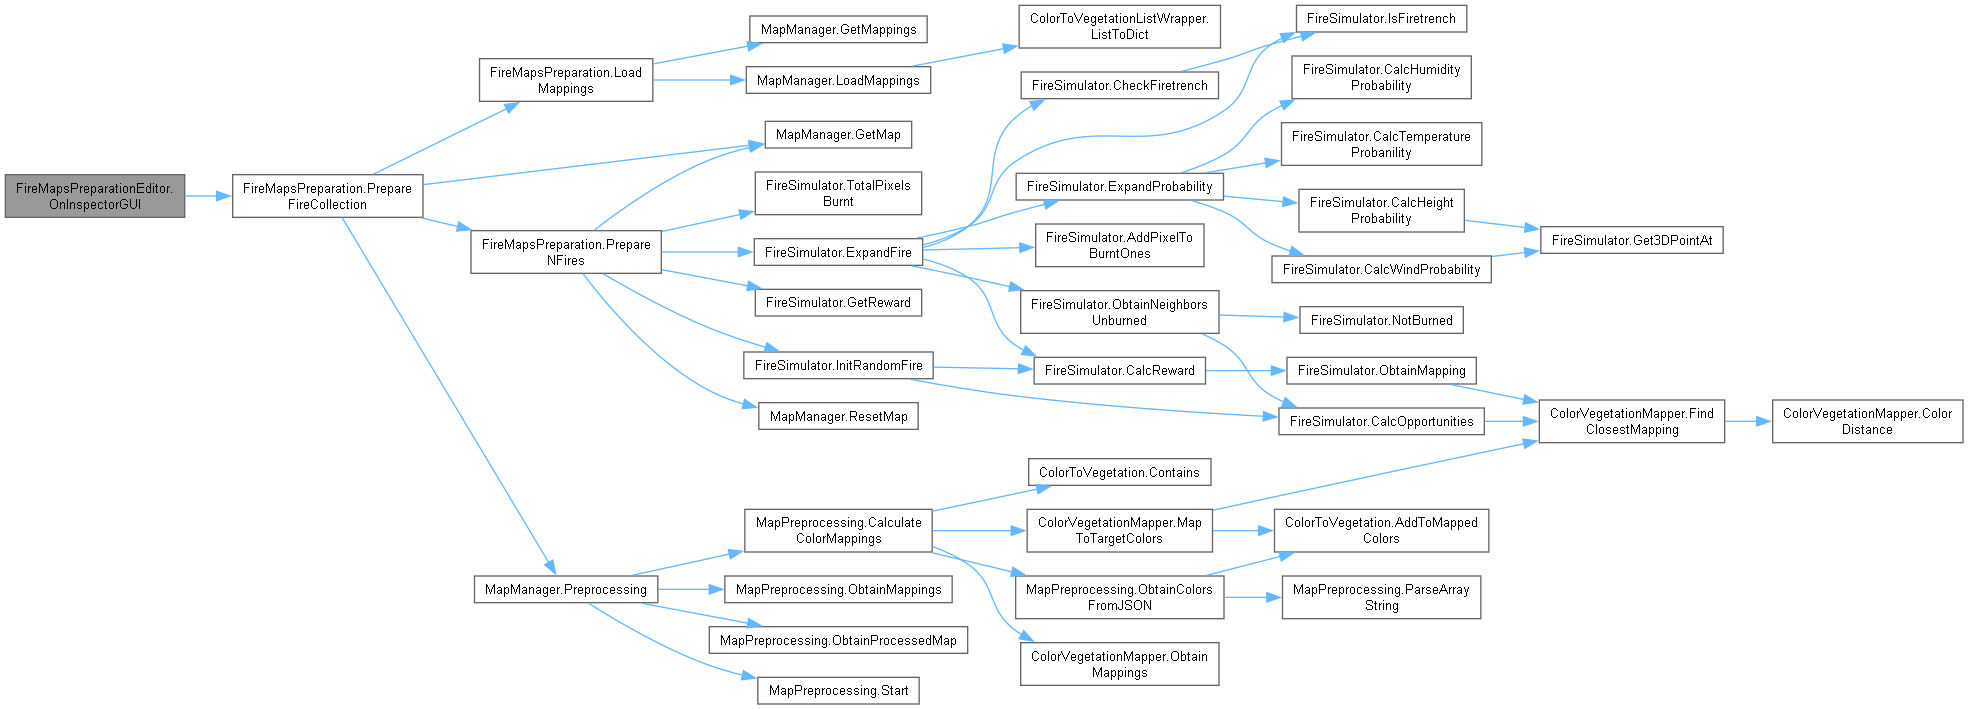 FireMapsPreparationEditor.
OnInspectorGUI
FireMapsPreparation.Prepare
FireCollection
FireMapsPreparation.Load
Mappings
FireMapsPreparation.Prepare
NFires
MapManager.Preprocessing
MapManager.GetMappings
MapManager.LoadMappings
MapManager.GetMap
FireSimulator.TotalPixels
Burnt
FireSimulator.ExpandFire
FireSimulator.GetReward
FireSimulator.InitRandomFire
MapManager.ResetMap
MapPreprocessing.Calculate
ColorMappings
MapPreprocessing.ObtainMappings
MapPreprocessing.ObtainProcessedMap
MapPreprocessing.Start
ColorToVegetationListWrapper.
ListToDict
FireSimulator.CheckFiretrench
FireSimulator.ExpandProbability
FireSimulator.AddPixelTo
BurntOnes
FireSimulator.ObtainNeighbors
Unburned
FireSimulator.CalcReward
ColorToVegetation.Contains
ColorVegetationMapper.Map
ToTargetColors
MapPreprocessing.ObtainColors
FromJSON
ColorVegetationMapper.Obtain
Mappings
FireSimulator.IsFiretrench
FireSimulator.CalcHumidity
Probability
FireSimulator.CalcTemperature
Probanility
FireSimulator.CalcHeight
Probability
FireSimulator.CalcWindProbability
FireSimulator.NotBurned
FireSimulator.ObtainMapping
FireSimulator.CalcOpportunities
ColorToVegetation.AddToMapped
Colors
MapPreprocessing.ParseArray
String
FireSimulator.Get3DPointAt
ColorVegetationMapper.Find
ClosestMapping
ColorVegetationMapper.Color
Distance